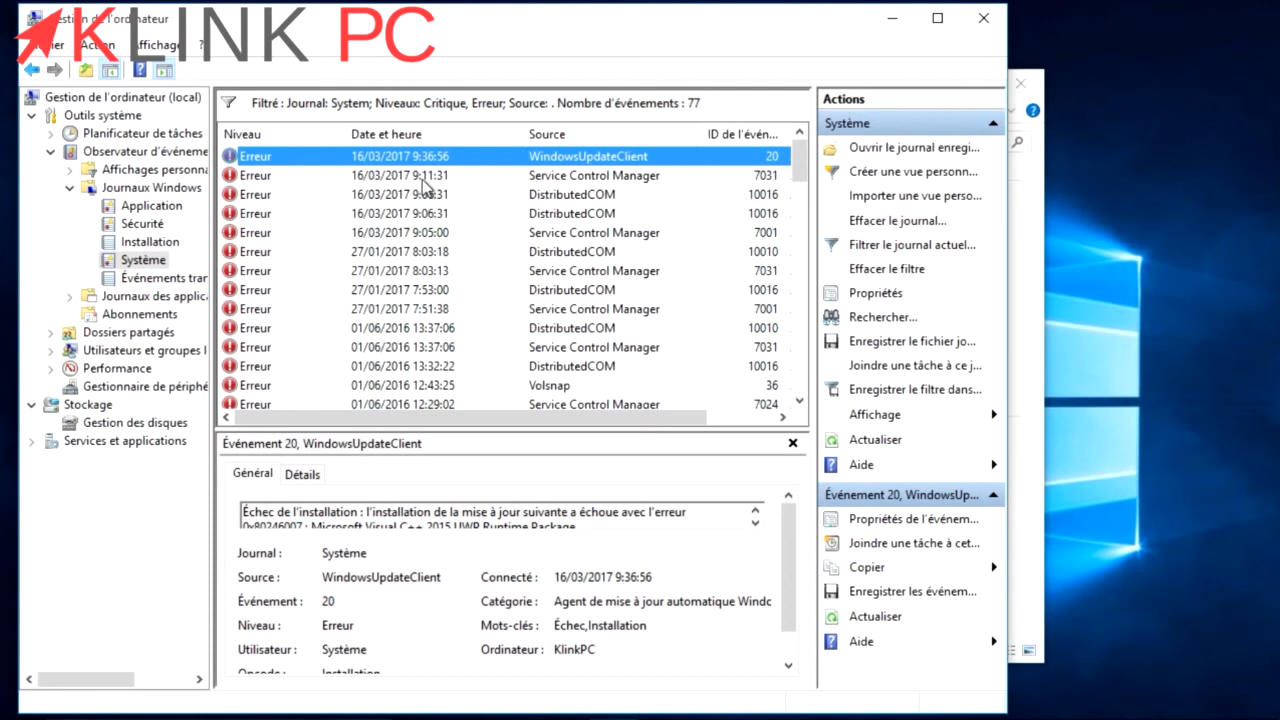 Gestion de l'ordinateur
KLINK PC
Action Affichage ?
Gestion de l'ordinateur (local)
Outils système
Planificateur de tâches
Observateur d'événeme
Affichages personna
Journaux Windows
Application
Sécurité
Installation
Système
Événements tran
Journaux des applic
Abonnements
Dossiers partagés
Utilisateurs et groupes l
Performance
Gestionnaire de périphé
Stockage
Gestion des disques
Services et applications
Filtré : Journal: System; Niveaux: Critique, Erreur; Source: . Nombre d'événements : 77
Niveau Date et heure Source ID de l'évén...
Erreur 16/03/2017 9:36:56 WindowsUpdateClient 20
Erreur 16/03/2017 9:11:31 Service Control Manager 7031
Erreur 16/03/2017 DistributedCOM 10016
Erreur 16/03/2017 9:06:31 DistributedCOM 10016
Erreur 16/03/2017 9:05:00 Service Control Manager 7001
Erreur 27/01/2017 8:03:18 DistributedCOM 10010
Erreur 27/01/2017 8:03:13 Service Control Manager 7031
Erreur 27/01/2017 7:53:00 DistributedCOM 10016
Erreur 27/01/2017 7:51:38 Service Control Manager 7001
Erreur 01/06/2016 13:37:06 DistributedCOM 10010
Erreur 01/06/2016 13:37:06 Service Control Manager 7031
Erreur 01/06/2016 13:32:22 DistributedCOM 10016
Erreur 01/06/2016 12:43:25 Volsnap 36
Erreur 01/06/2016 12:29:02 Service Control Manager 7024
Événement 20, WindowsUpdateClient
Général Détails
Échec de l'installation : l'installation de la mise à jour suivante a échoue avec l'erreur
0x80246007 : Microsoft Visual C++ 2015 UWP Runtime Package
Journal : Système
Source : WindowsUpdateClient Connecté : 16/03/2017 9:36:56
Événement : 20 Catégorie : Agent de mise à jour automatique Windc
Niveau : Erreur Mots-clés : Échec,Installation
Utilisateur : Système Ordinateur : KlinkPC
Opcode : Installation
Actions
Système
Ouvrir le journal enregi...
Créer une vue personn...
Importer une vue perso...
Effacer le journal...
Filtrer le journal actuel...
Effacer le filtre
Propriétés
Rechercher...
Enregistrer le fichier jo...
Joindre une tâche à ce j...
Enregistrer le filtre dans...
Affichage
Actualiser
Aide
Événement 20, WindowsUp...
Propriétés de l'événem...
Joindre une tâche à cet...
Copier
Enregistrer les événem...
Actualiser
Aide